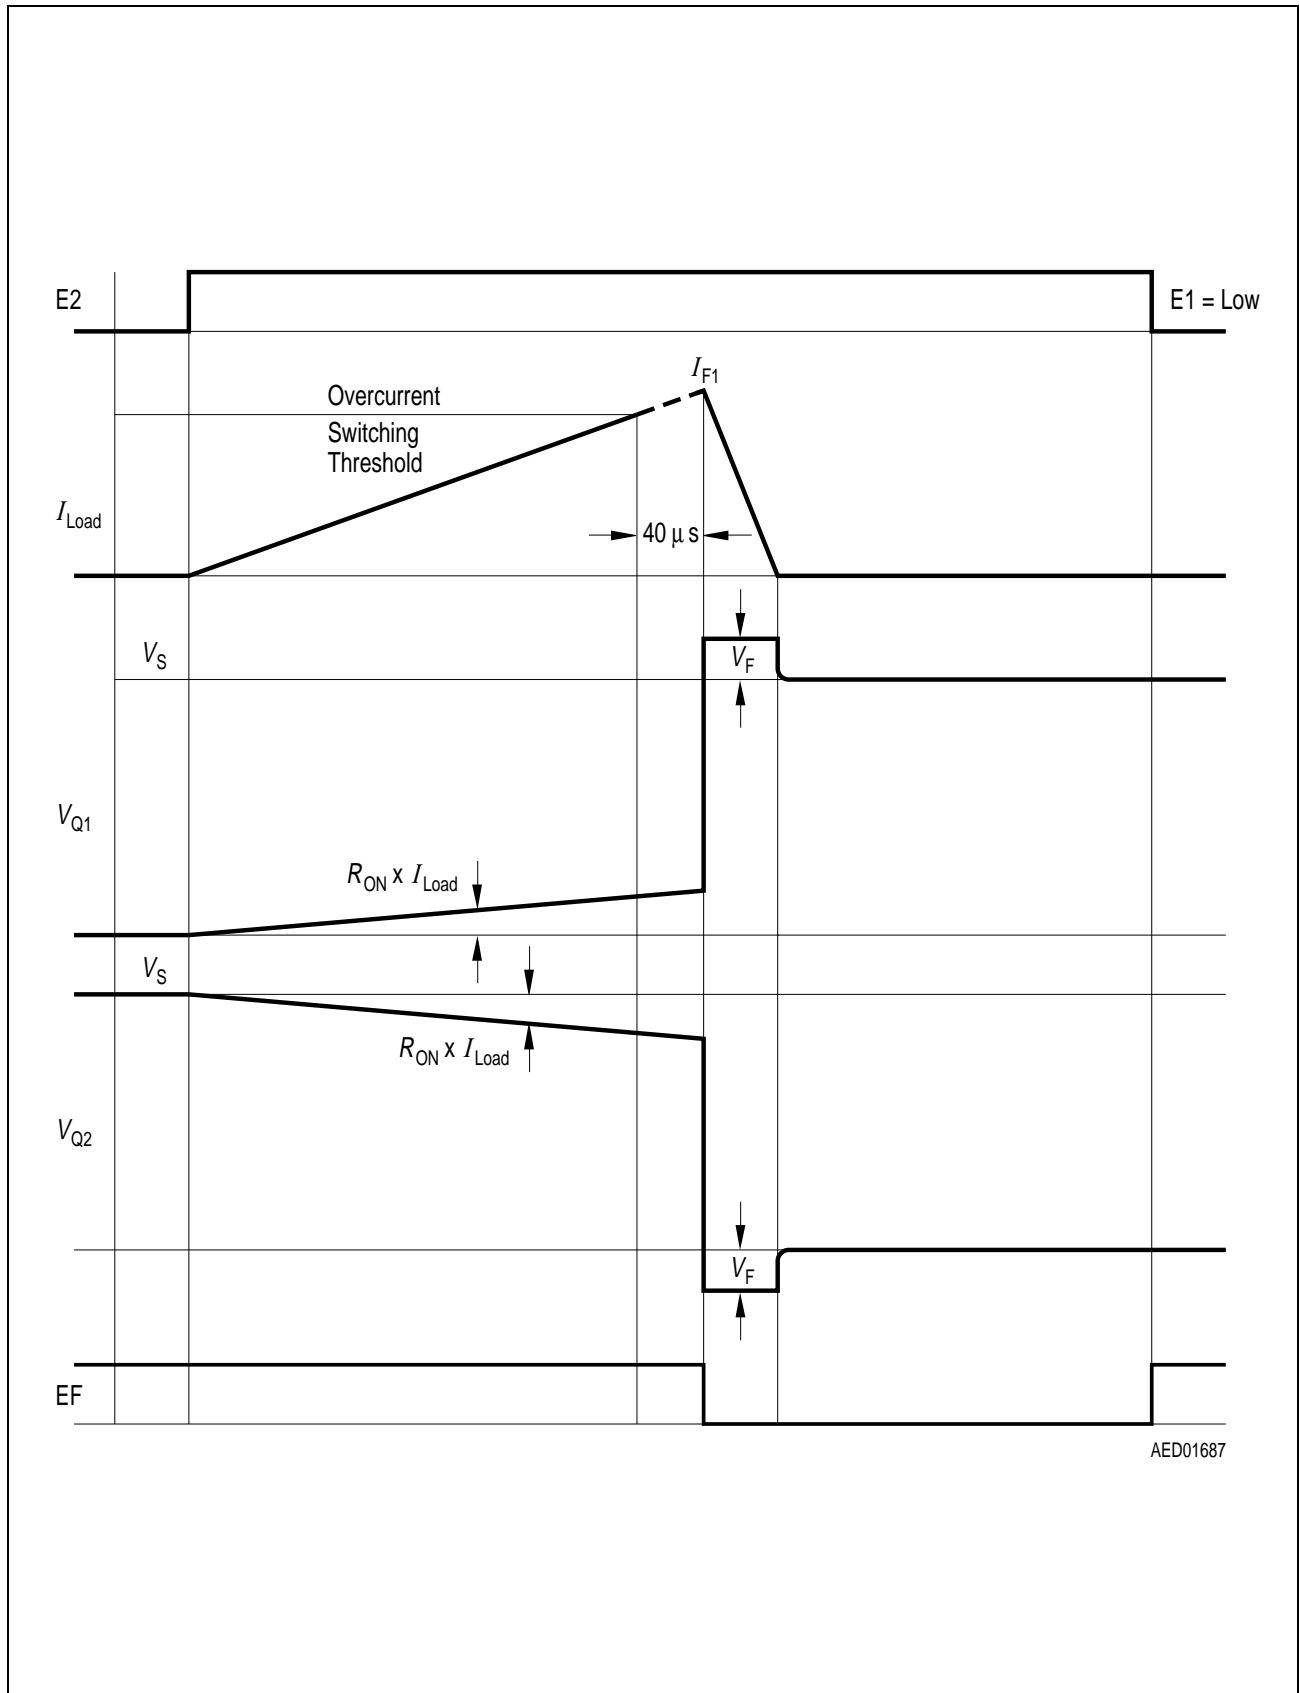 E2
E1 = Low
I_F1
Overcurrent
Switching
Threshold
I_Load
40 µs
V_S
V_F
V_Q1
R_ON x I_Load
V_S
R_ON x I_Load
V_Q2
V_F
EF
AED01687